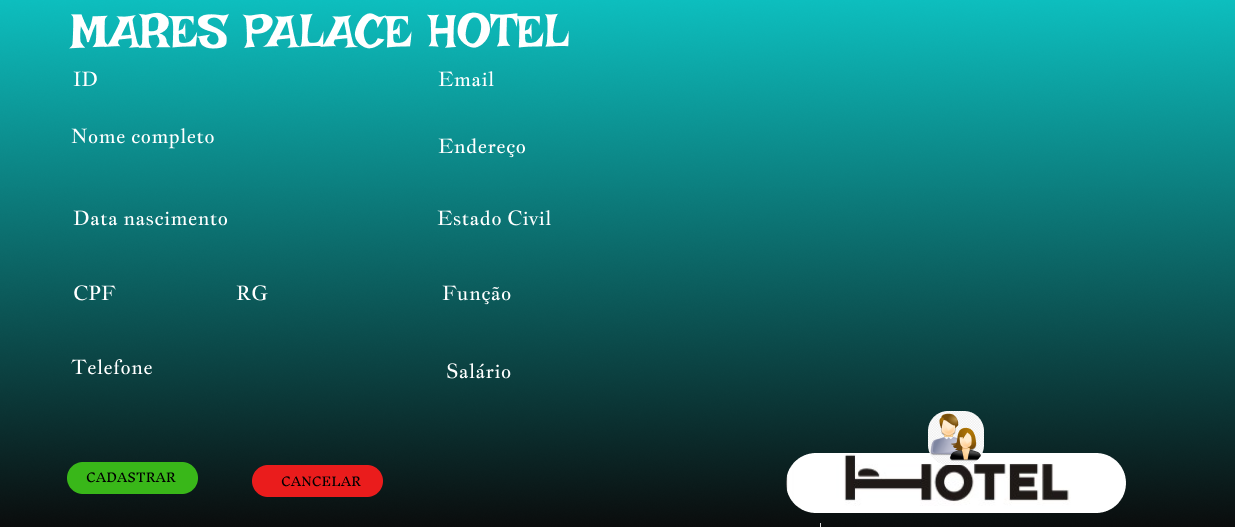 MARES PALACE HOTEL
ID
Email
Nome completo
Endereço
Data nascimento
Estado Civil
CPF
RG
Função
Telefone
Salário
CADASTRAR
CANCELAR
HOTEL